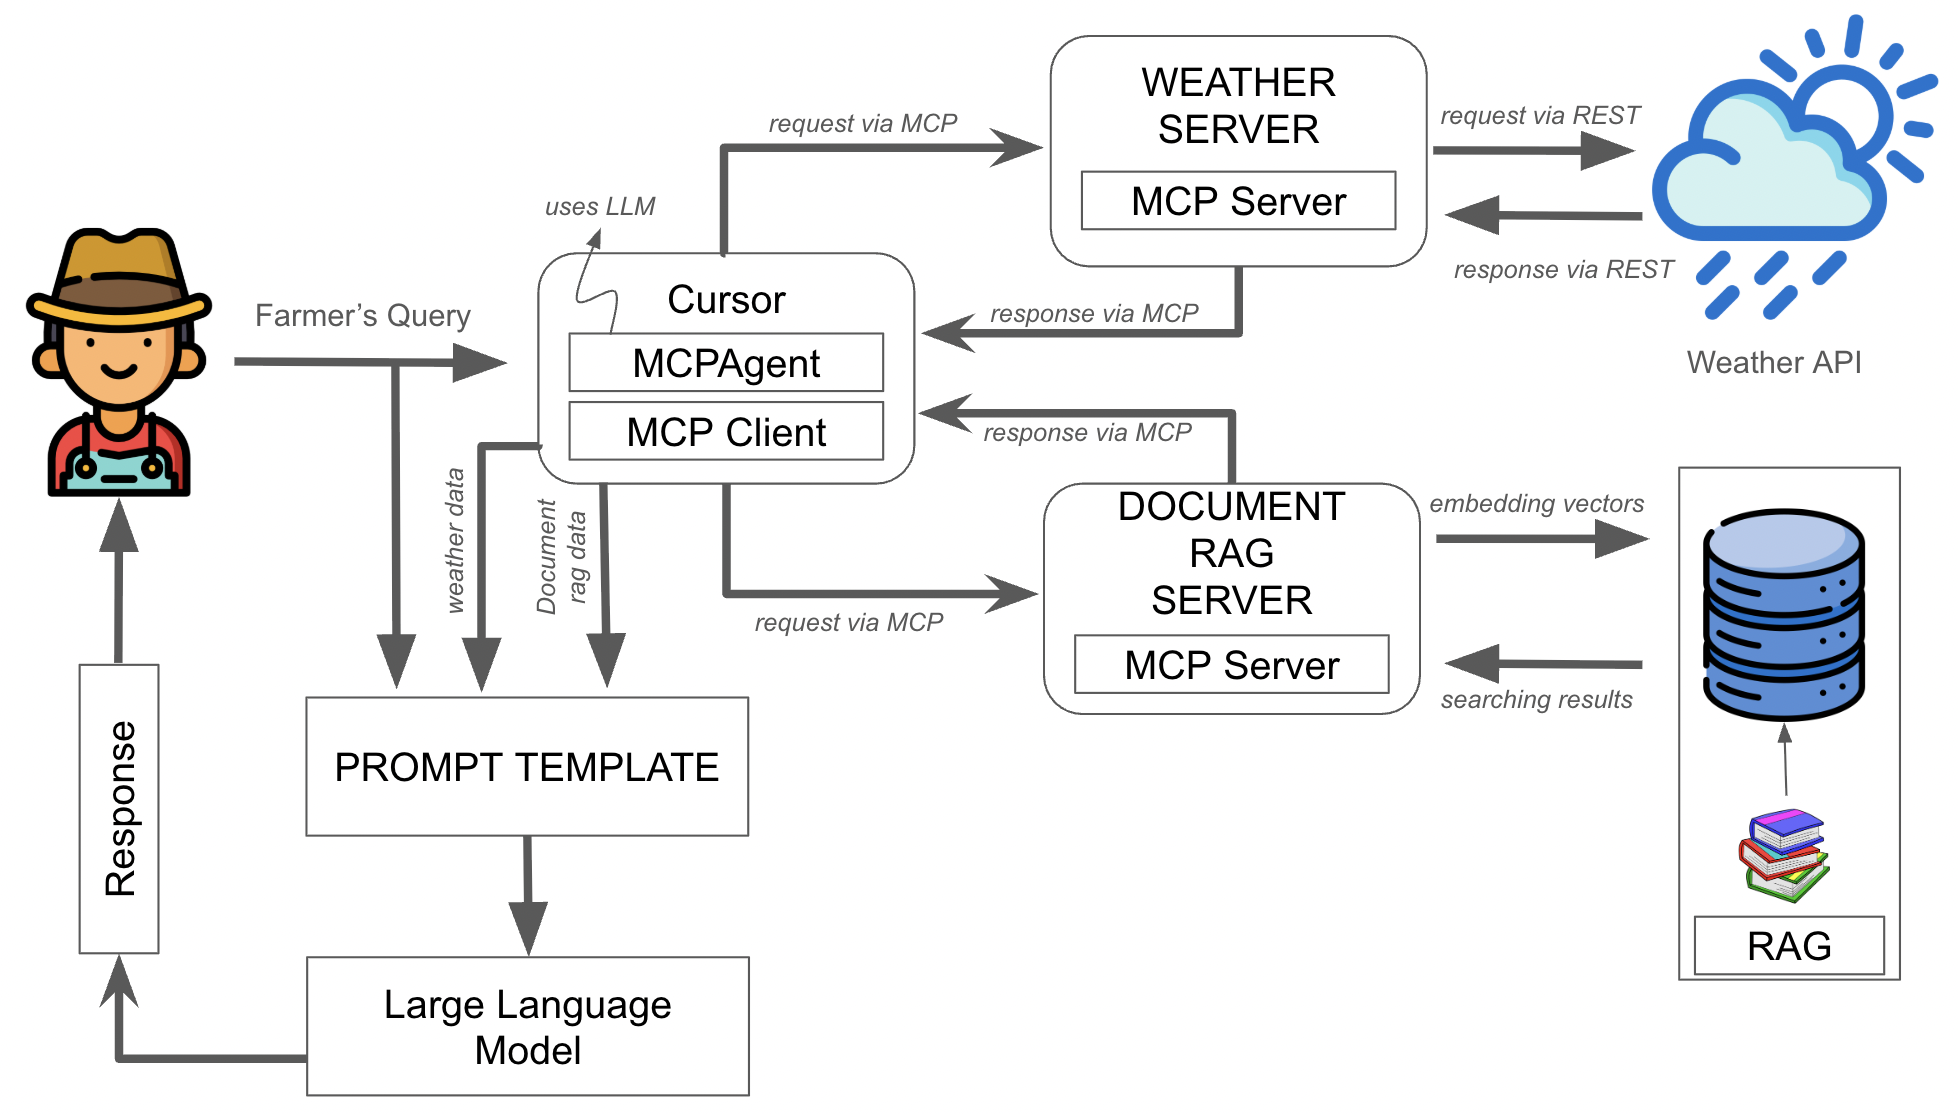 WEATHER
SERVER
MCP Server
request via MCP
request via REST
response via REST
Weather API
uses LLM
Farmer's Query
Cursor
MCPAgent
MCP Client
response via MCP
response via MCP
weather data
Document
rag data
request via MCP
DOCUMENT
RAG
SERVER
MCP Server
embedding vectors
searching results
RAG
PROMPT TEMPLATE
Response
Large Language
Model